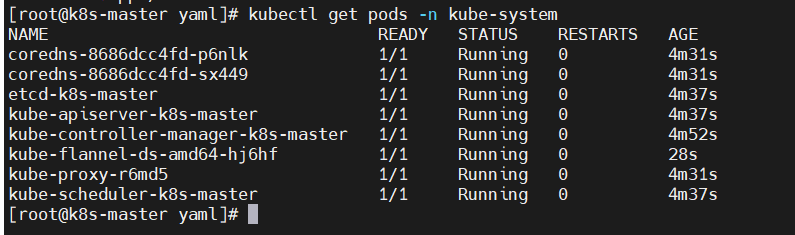 [root@k8s-master yaml]# kubectl get pods -n kube-system
NAME READY STATUS RESTARTS AGE
coredns-8686dcc4fd-p6nlk 1/1 Running 0 4m31s
coredns-8686dcc4fd-sx449 1/1 Running 0 4m31s
etcd-k8s-master 1/1 Running 0 4m37s
kube-apiserver-k8s-master 1/1 Running 0 4m37s
kube-controller-manager-k8s-master 1/1 Running 0 4m52s
kube-flannel-ds-amd64-hj6hf 1/1 Running 0 28s
kube-proxy-r6md5 1/1 Running 0 4m31s
kube-scheduler-k8s-master 1/1 Running 0 4m37s
[root@k8s-master yaml]#